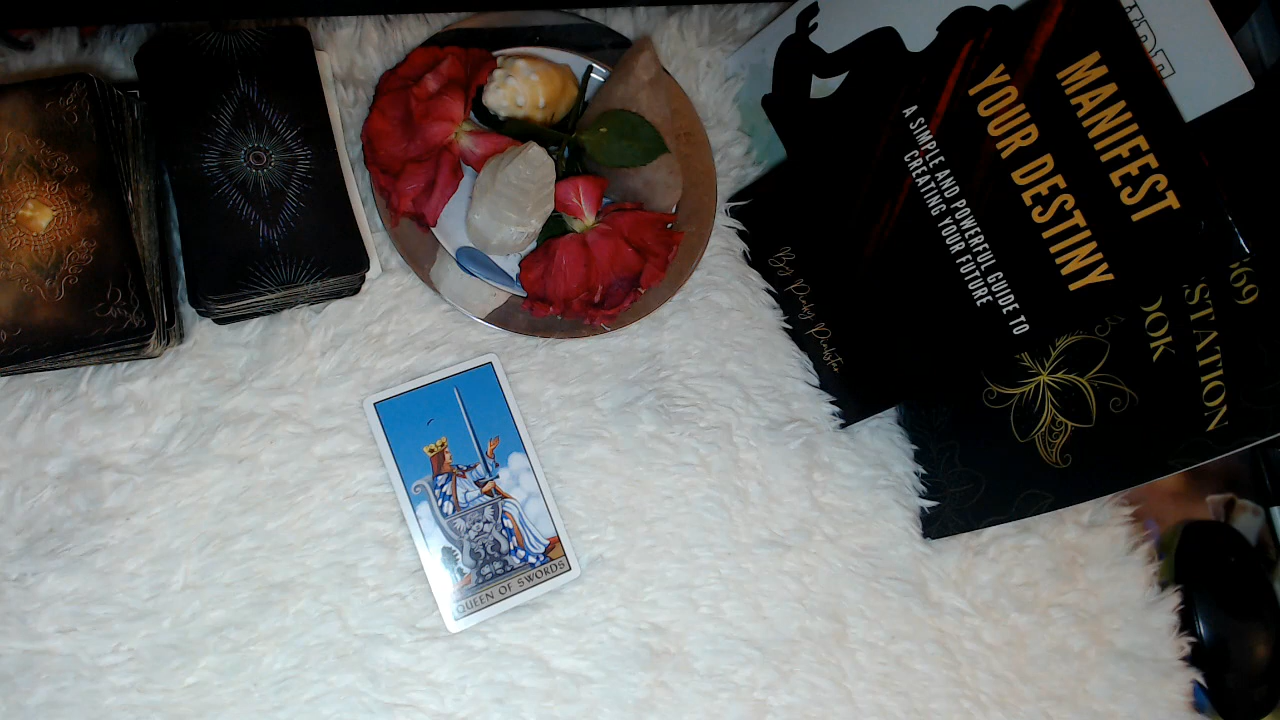 MANIFEST
YOUR DESTINY
A SIMPLE AND POWERFUL GUIDE TO
CREATING YOUR FUTURE
369
STATION
OOK
QUEEN OF SWORDS